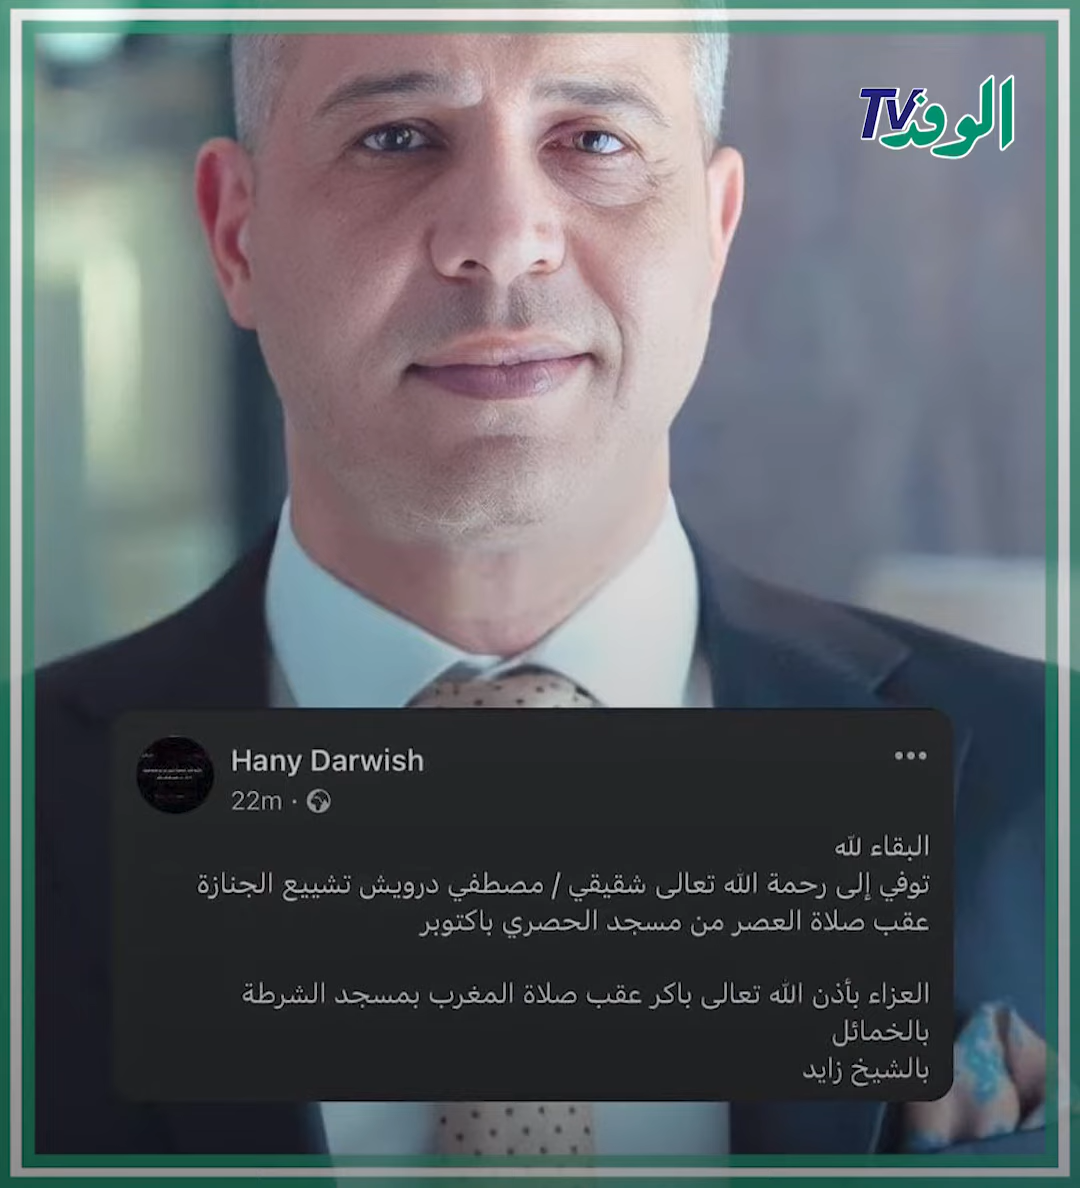 الوفد TV
Hany Darwish
22m ·
البقاء لله
توفي إلى رحمة الله تعالى شقيقي / مصطفي درويش تشييع الجنازة
عقب صلاة العصر من مسجد الحصري باكتوبر
العزاء بأذن الله تعالى باكر عقب صلاة المغرب بمسجد الشرطة
بالخمائل
بالشيخ زايد